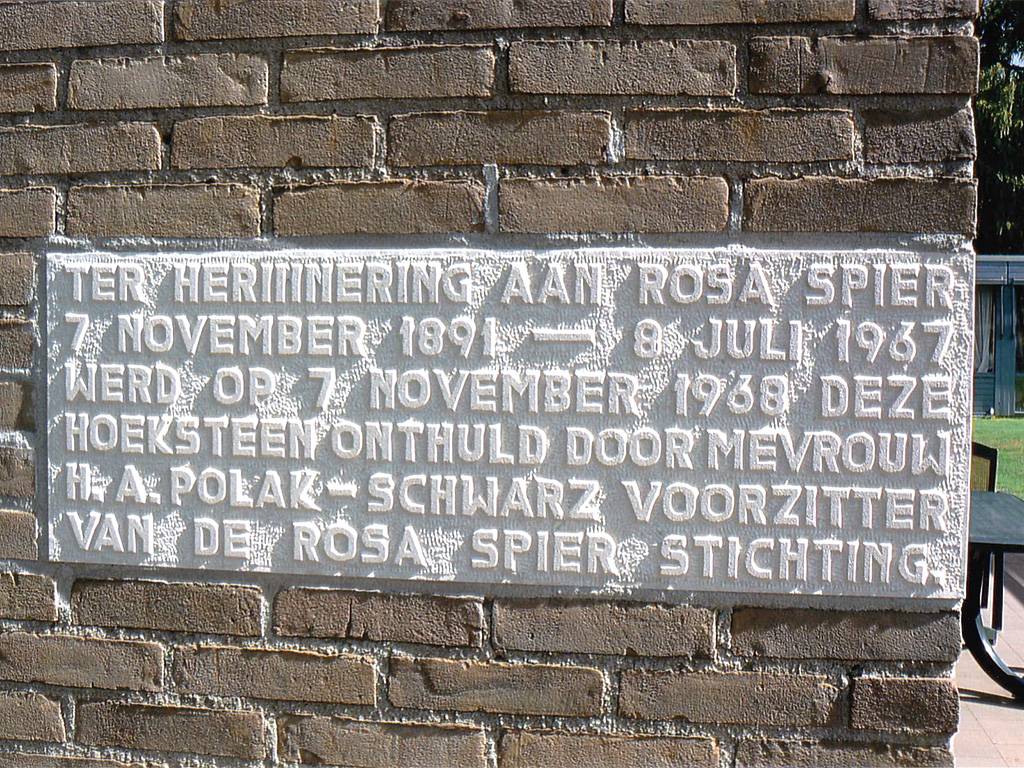 TER HERINNERING AAN ROSA SPIER
7 NOVEMBER 1891 — 8 JULI 1967
WERD OP 7 NOVEMBER 1968 DEZE
HOEKSTEEN ONTHULD DOOR MEVROUW
H.A. POLAK-SCHWARZ VOORZITTER
VAN DE ROSA SPIER STICHTING.